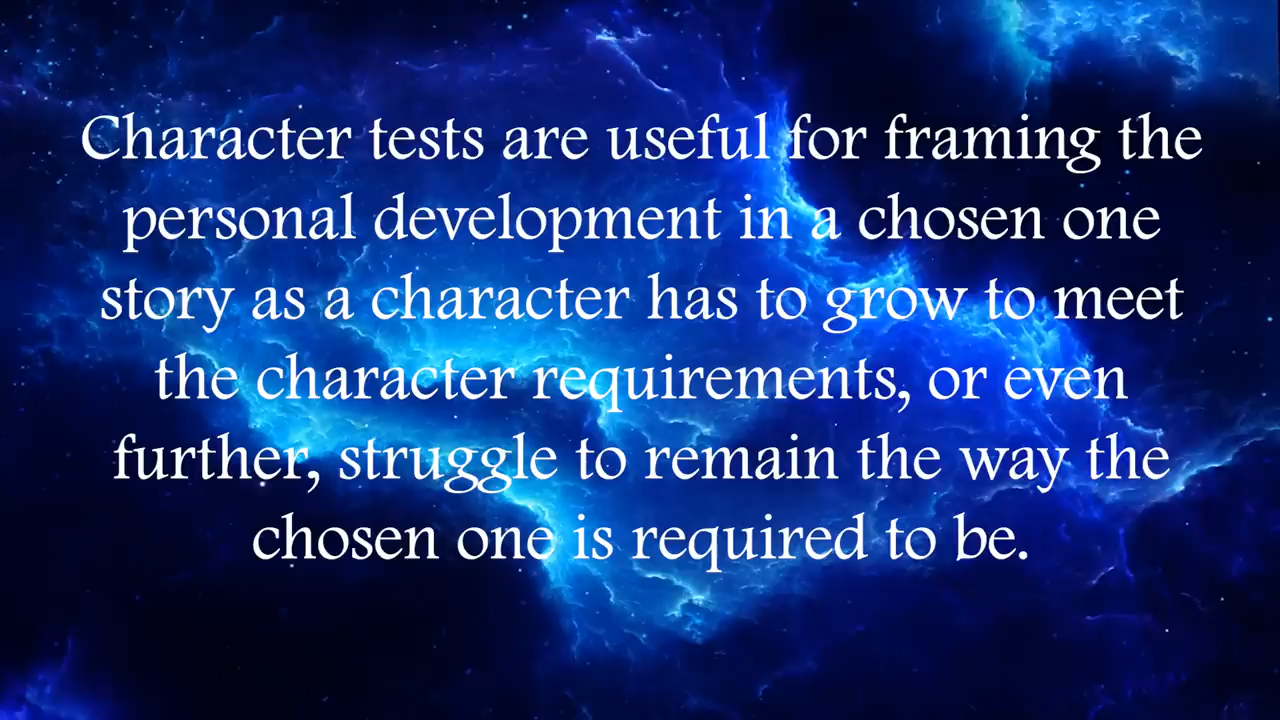 Character tests are useful for framing the
personal development in a chosen one
story as a character has to grow to meet
the character requirements, or even
further, struggle to remain the way the
chosen one is required to be.